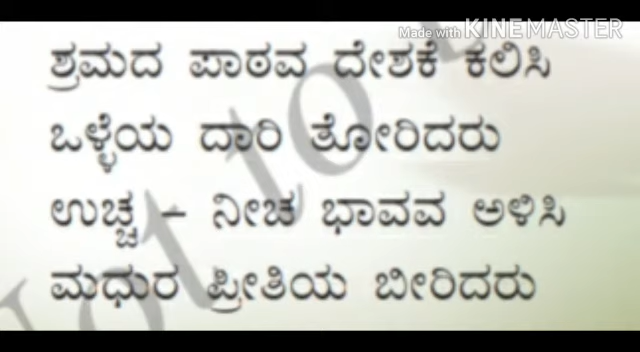 Made with KINEMASTER
ಶ್ರಮದ ಪಾಠವ ದೇಶಕೆ ಕಲಿಸಿ
ಒಳ್ಳೆಯ ದಾರಿ ತೋರಿದರು
ಉಚ್ಚ - ನೀಚ ಭಾವವ ಅಳಿಸಿ
ಮಧುರ ಪ್ರೀತಿಯ ಬೀರಿದರು